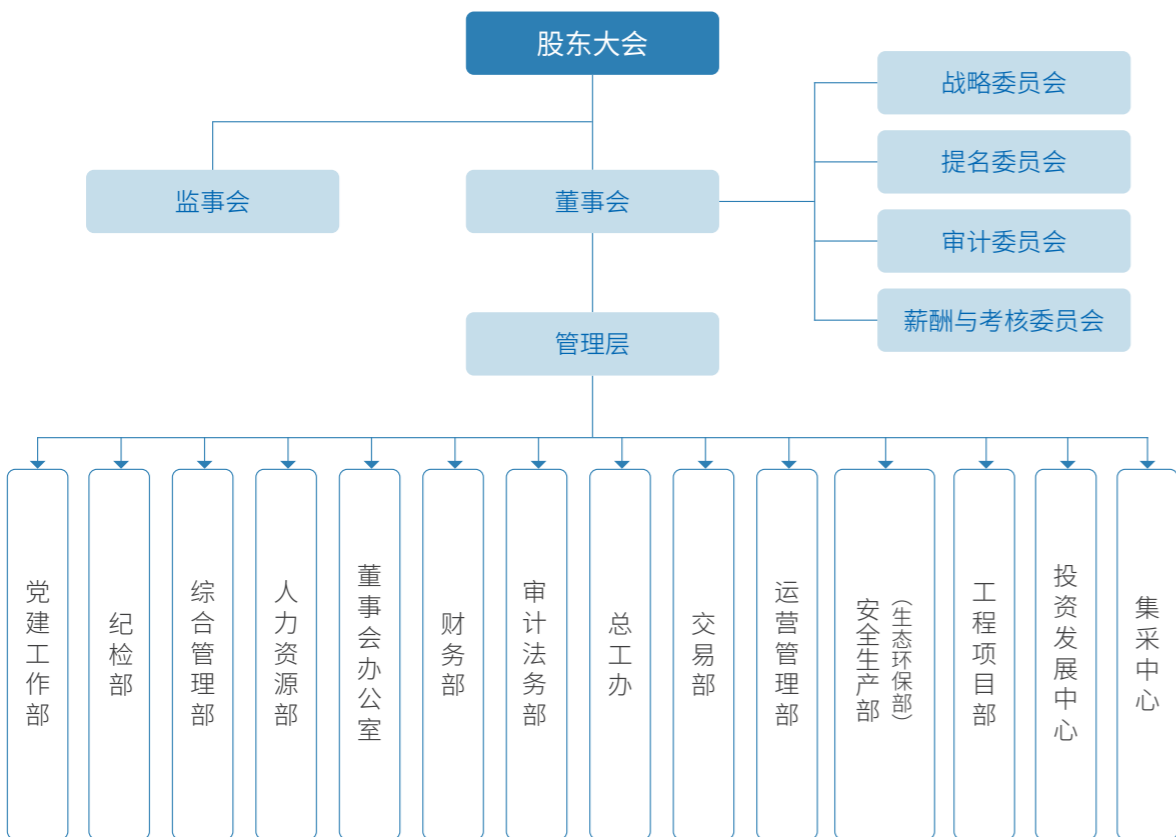 股东大会
战略委员会
提名委员会
监事会
董事会
审计委员会
薪酬与考核委员会
管理层
党建工作部
纪检部
综合管理部
人力资源部
董事会办公室
财务部
审计法务部
总工办
交易部
运营管理部
安全生产部
（生态环保部）
工程项目部
投资发展中心
集采中心